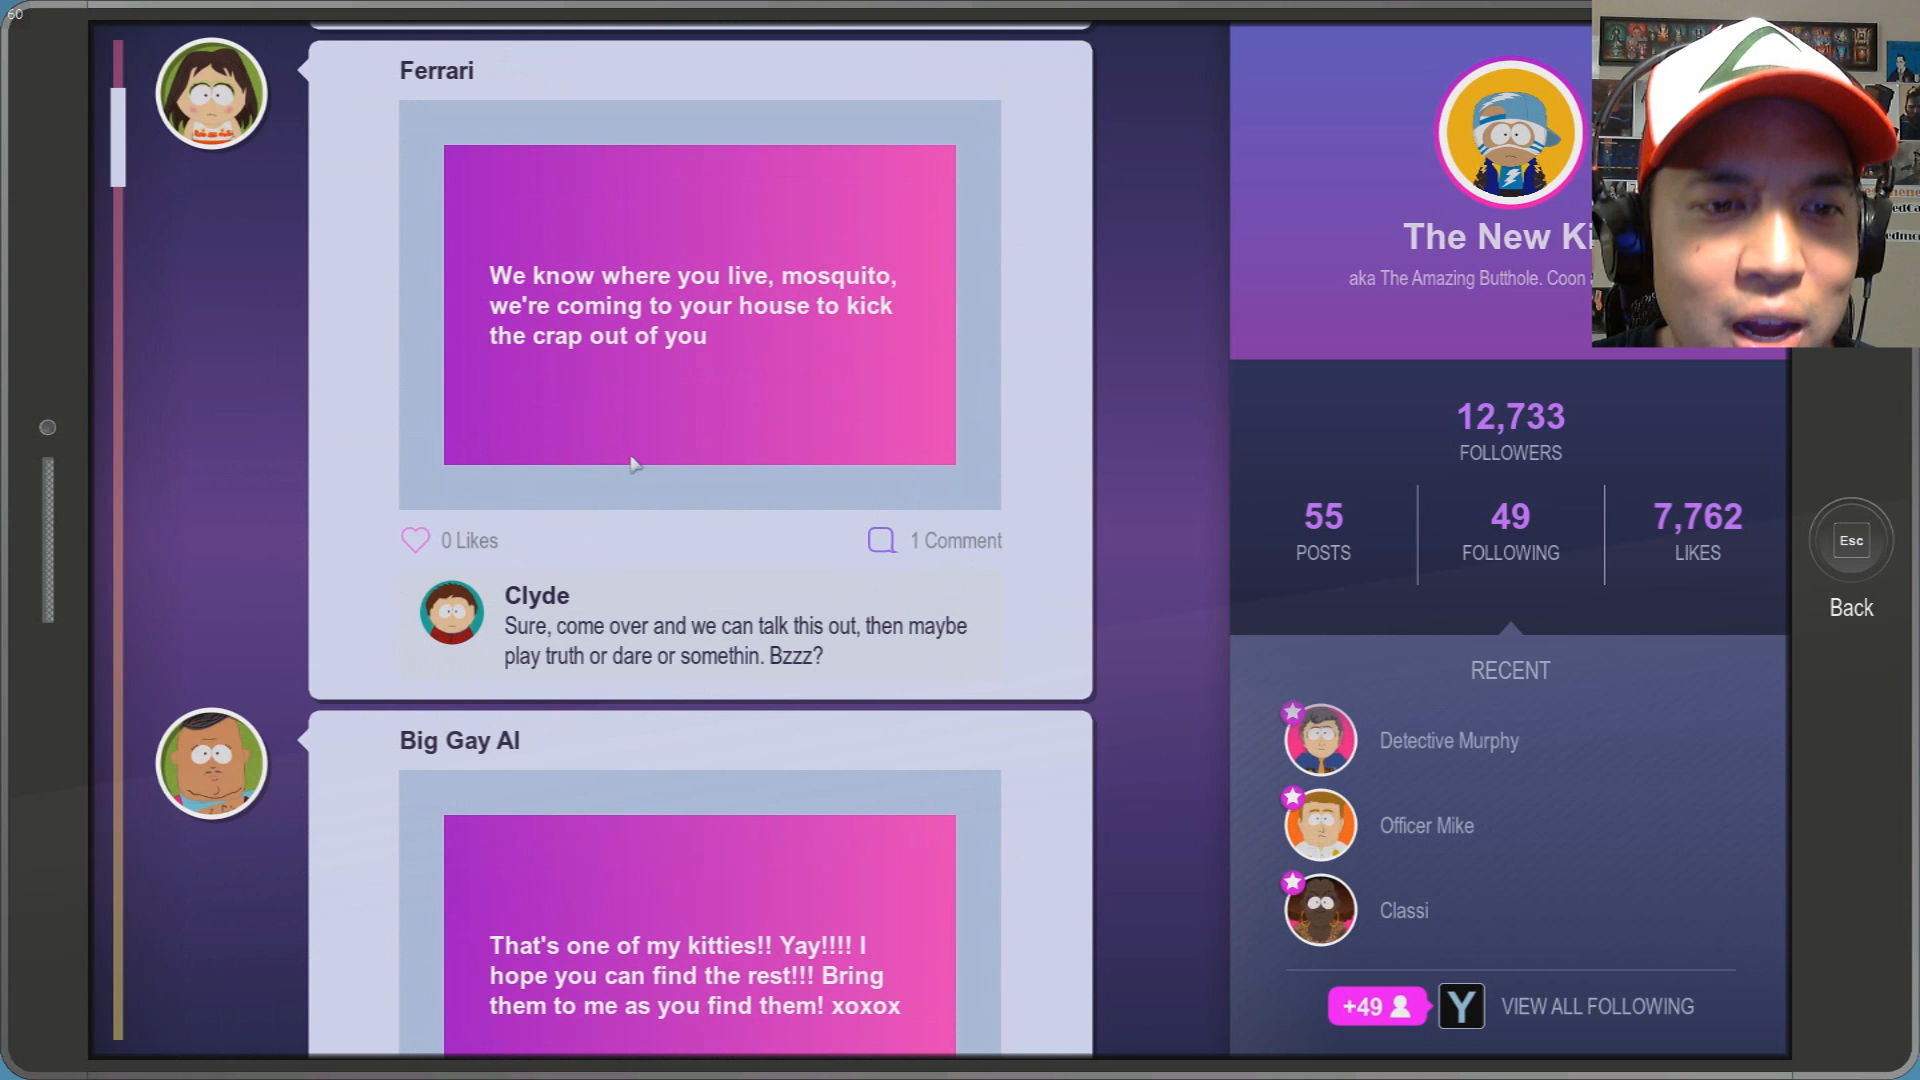 60
Ferrari
We know where you live, mosquito,
we're coming to your house to kick
the crap out of you
0 Likes
1 Comment
Clyde
Sure, come over and we can talk this out, then maybe
play truth or dare or somethin. Bzzz?
Big Gay Al
That's one of my kitties!! Yay!!!! I
hope you can find the rest!!! Bring
them to me as you find them! xoxox
The New
aka The Amazing Butthole. Coon
12,733
FOLLOWERS
55
POSTS
49
FOLLOWING
7,762
LIKES
RECENT
Detective Murphy
Officer Mike
Classi
+49
Y
VIEW ALL FOLLOWING
Esc
Back